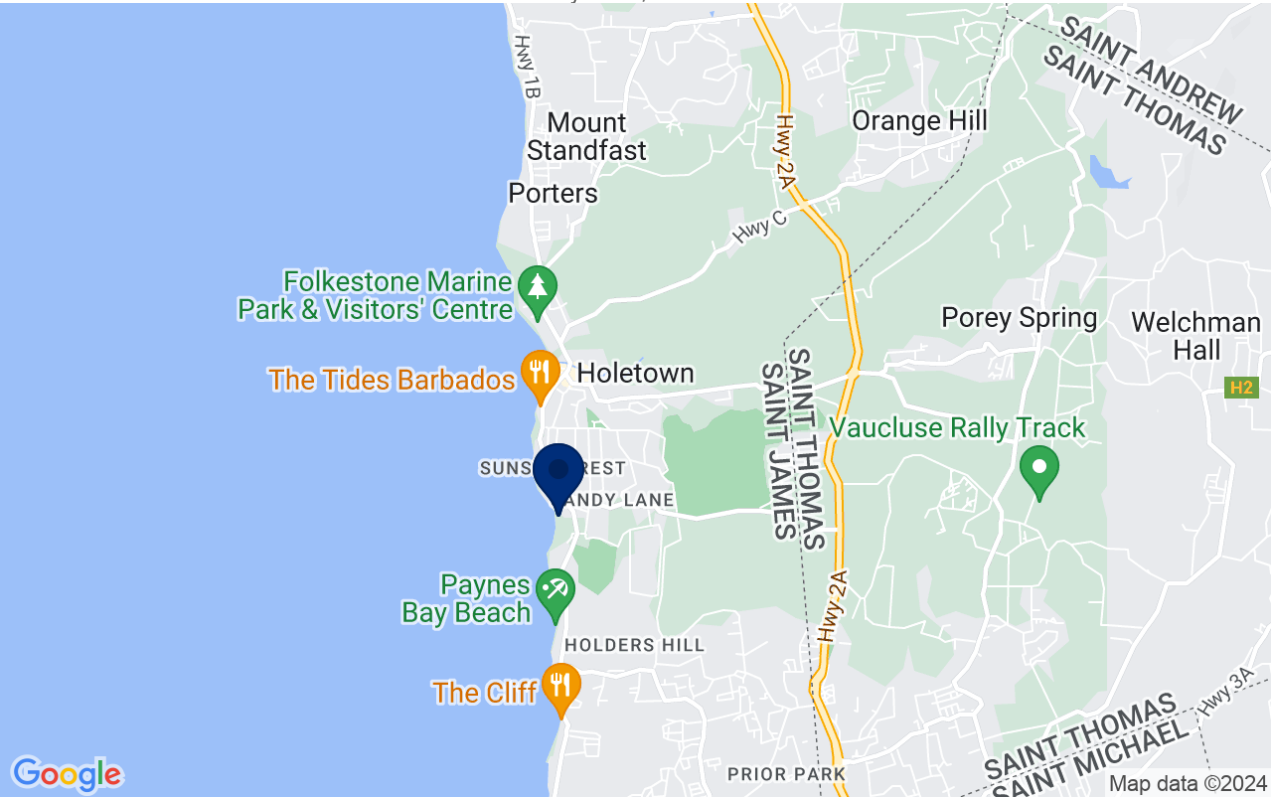 Hwy 1B
SAINT ANDREW
SAINT THOMAS
Mount
Standfast
Orange Hill
Hwy 2A
Porters
Hwy C
Folkestone Marine
Park & Visitors' Centre
Porey Spring
Welchman
Hall
The Tides Barbados
Holetown
SAINT THOMAS
SAINT JAMES
H2
Vaucluse Rally Track
SUNS REST
ANDY LANE
Paynes
Bay Beach
Hwy 2A
HOLDERS HILL
The Cliff
Hwy 3A
SAINT THOMAS
SAINT MICHAEL
PRIOR PARK
Google
Map data ©2024